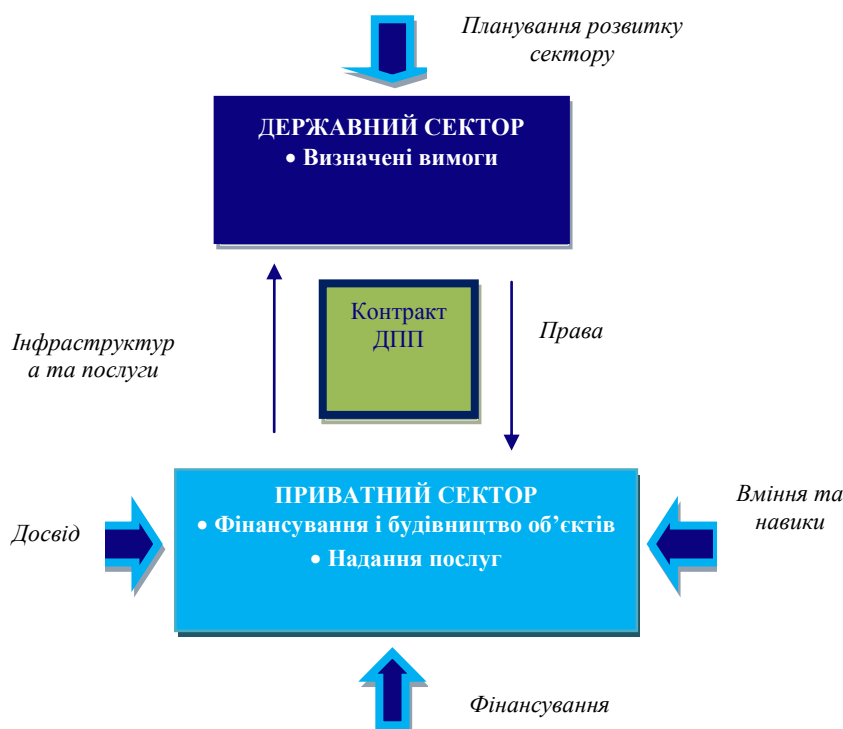 Планування розвитку
сектору
ДЕРЖАВНИЙ СЕКТОР
• Визначені вимоги
Контракт
ДПП
Інфраструктур
а та послуги
Права
ПРИВАТНИЙ СЕКТОР
• Фінансування і будівництво об’єктів
• Надання послуг
Досвід
Вміння та
навики
Фінансування